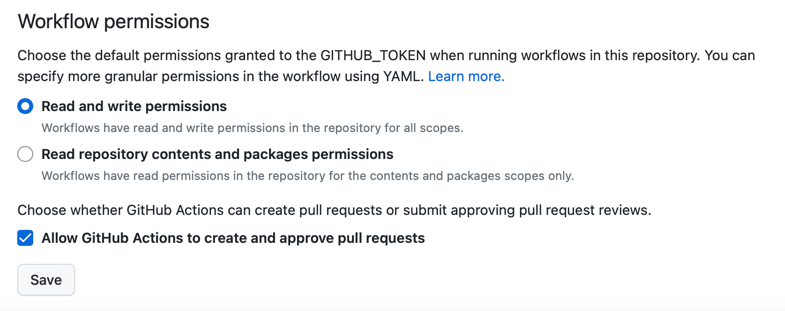 Workflow permissions
Choose the default permissions granted to the GITHUB_TOKEN when running workflows in this repository. You can
specify more granular permissions in the workflow using YAML. Learn more.
Read and write permissions
Workflows have read and write permissions in the repository for all scopes.
Read repository contents and packages permissions
Workflows have read permissions in the repository for the contents and packages scopes only.
Choose whether GitHub Actions can create pull requests or submit approving pull request reviews.
Allow GitHub Actions to create and approve pull requests
Save